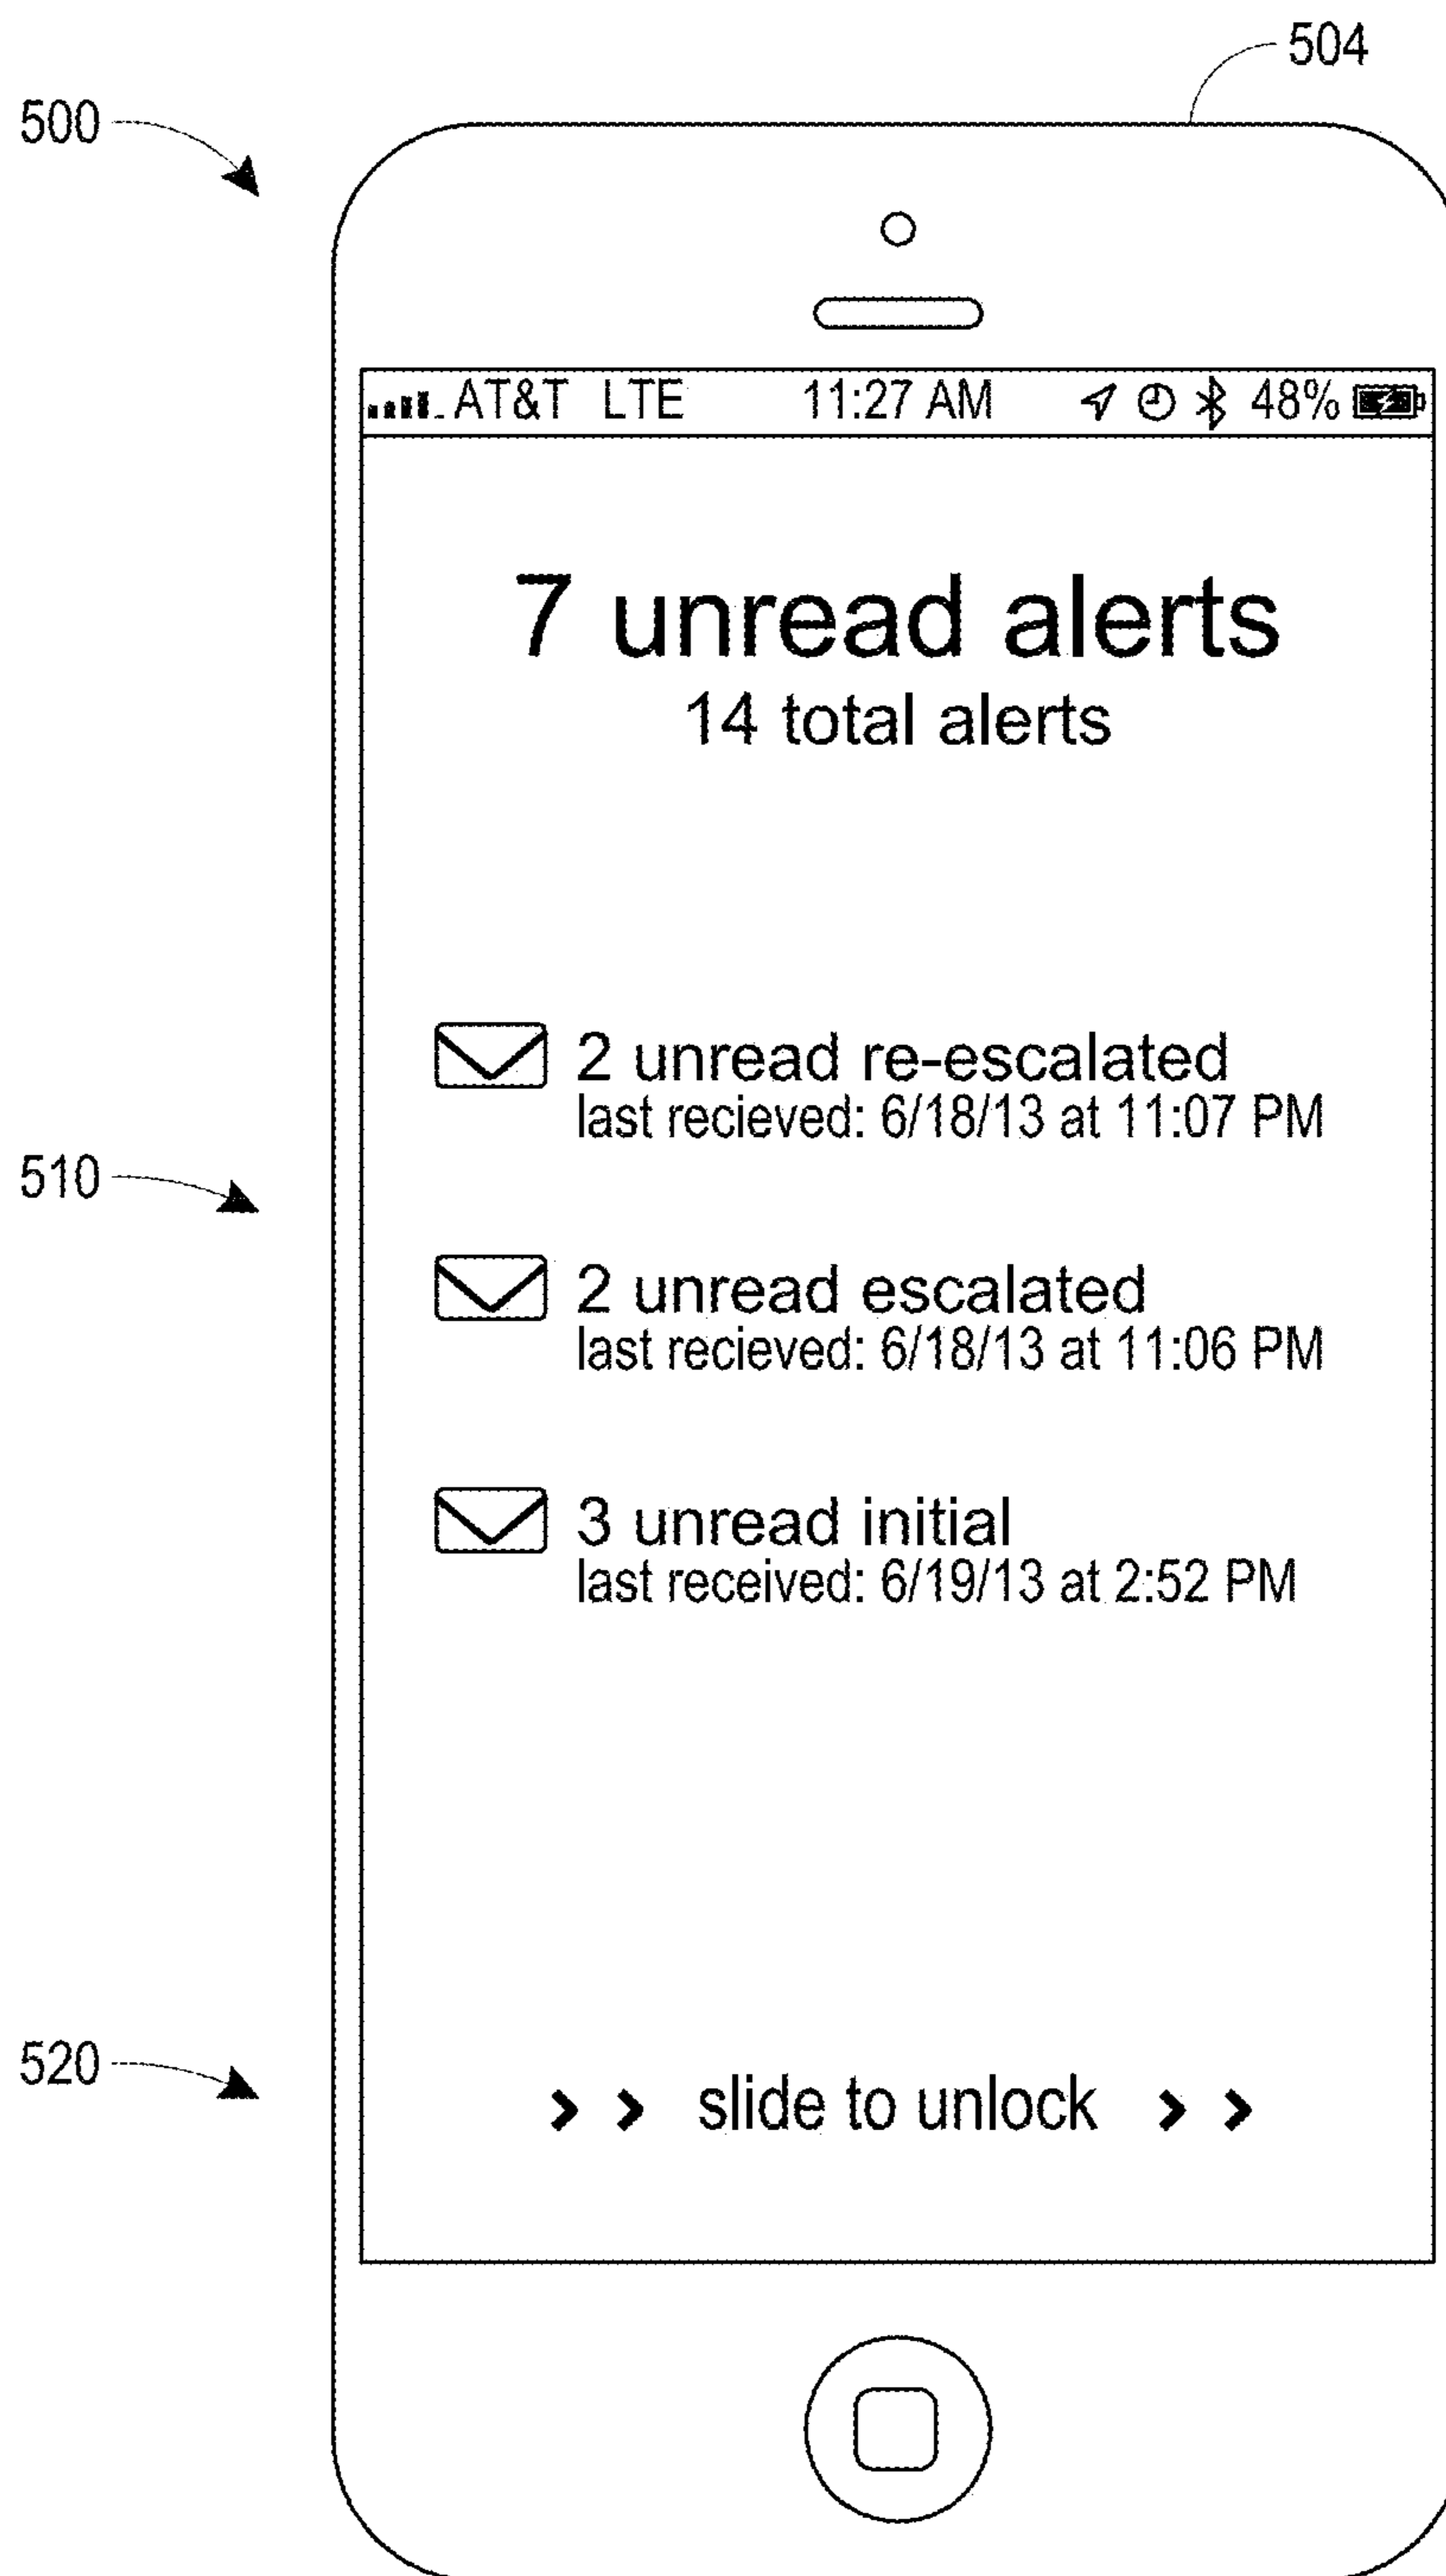 504
500
AT&T LTE 11:27 AM 48%
7 unread alerts
14 total alerts
2 unread re-escalated
last recieved: 6/18/13 at 11:07 PM
510
2 unread escalated
last recieved: 6/18/13 at 11:06 PM
3 unread initial
last received: 6/19/13 at 2:52 PM
520
> > slide to unlock > >